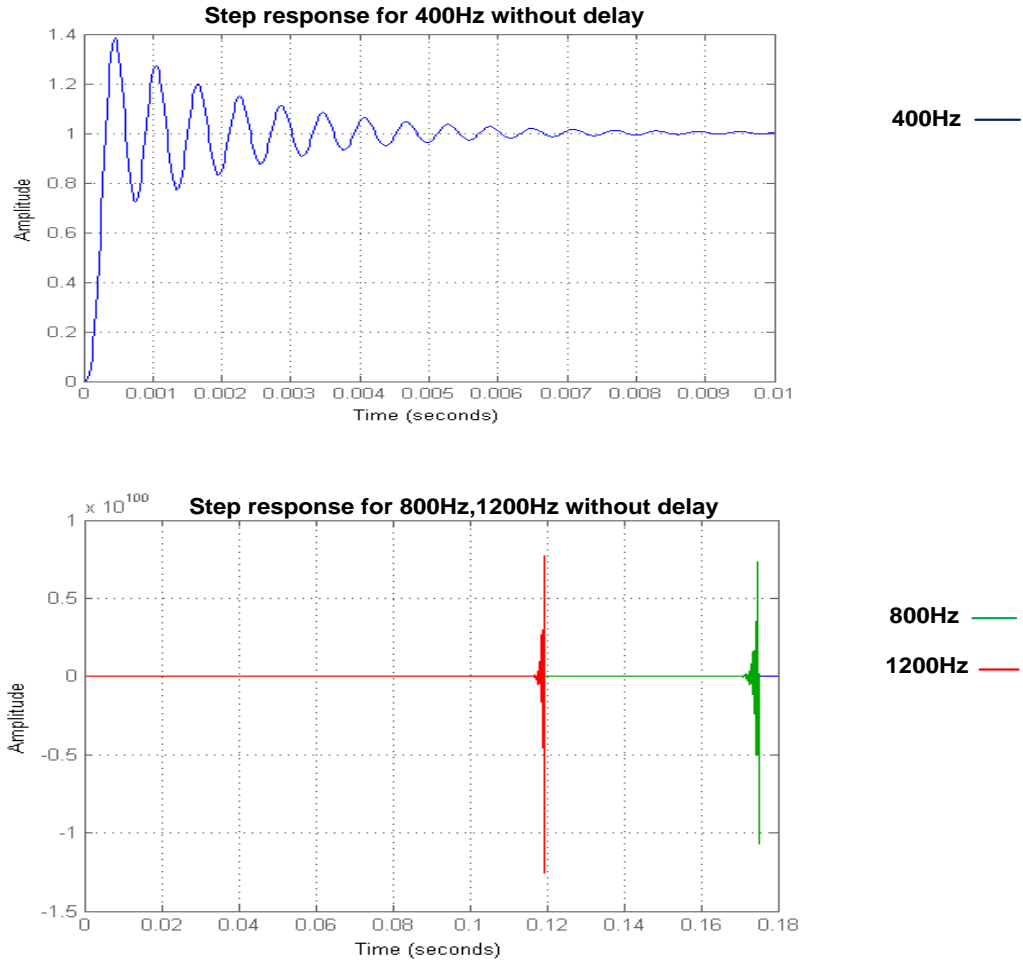 Step response for 400Hz without delay
1.4
1.2
1
0.8
0.6
0.4
0.2
0
Amplitude
0 0.001 0.002 0.003 0.004 0.005 0.006 0.007 0.008 0.009 0.01
Time (seconds)
400Hz
x 10^100
Step response for 800Hz,1200Hz without delay
1
0.5
0
-0.5
-1
-1.5
Amplitude
0 0.02 0.04 0.06 0.08 0.1 0.12 0.14 0.16 0.18
Time (seconds)
800Hz
1200Hz